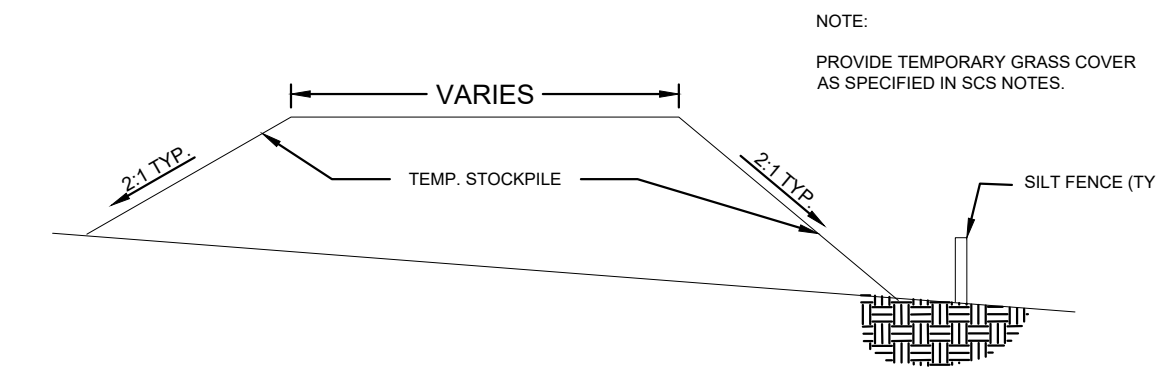 NOTE:
PROVIDE TEMPORARY GRASS COVER
AS SPECIFIED IN SCS NOTES.
VARIES
2:1 TYP.
TEMP. STOCKPILE
2:1 TYP.
SILT FENCE (TY